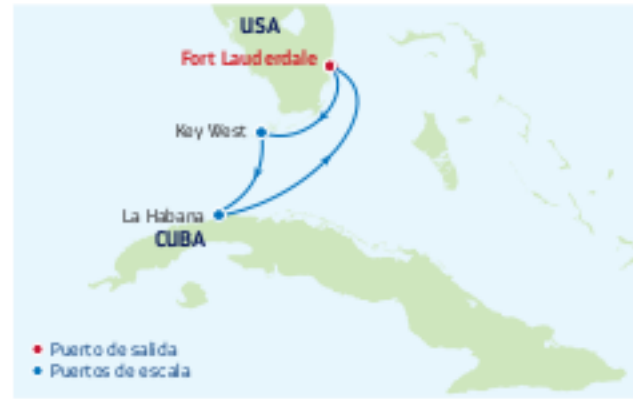 USA
Fort Lauderdale
Key West
La Habana
CUBA
Puerto de salida
Puertos de escala